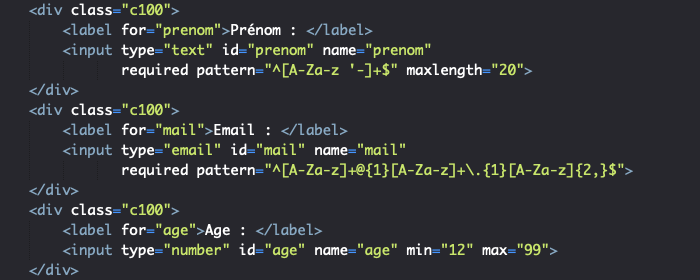 <div class="c100">
<label for="prenom">Prénom : </label>
<input type="text" id="prenom" name="prenom"
required pattern="^[A-Za-z '-]+$" maxlength="20">
</div>
<div class="c100">
<label for="mail">Email : </label>
<input type="email" id="mail" name="mail"
required pattern="^[A-Za-z]+@{1}[A-Za-z]+\.{1}[A-Za-z]{2,}$">
</div>
<div class="c100">
<label for="age">Age : </label>
<input type="number" id="age" name="age" min="12" max="99">
</div>